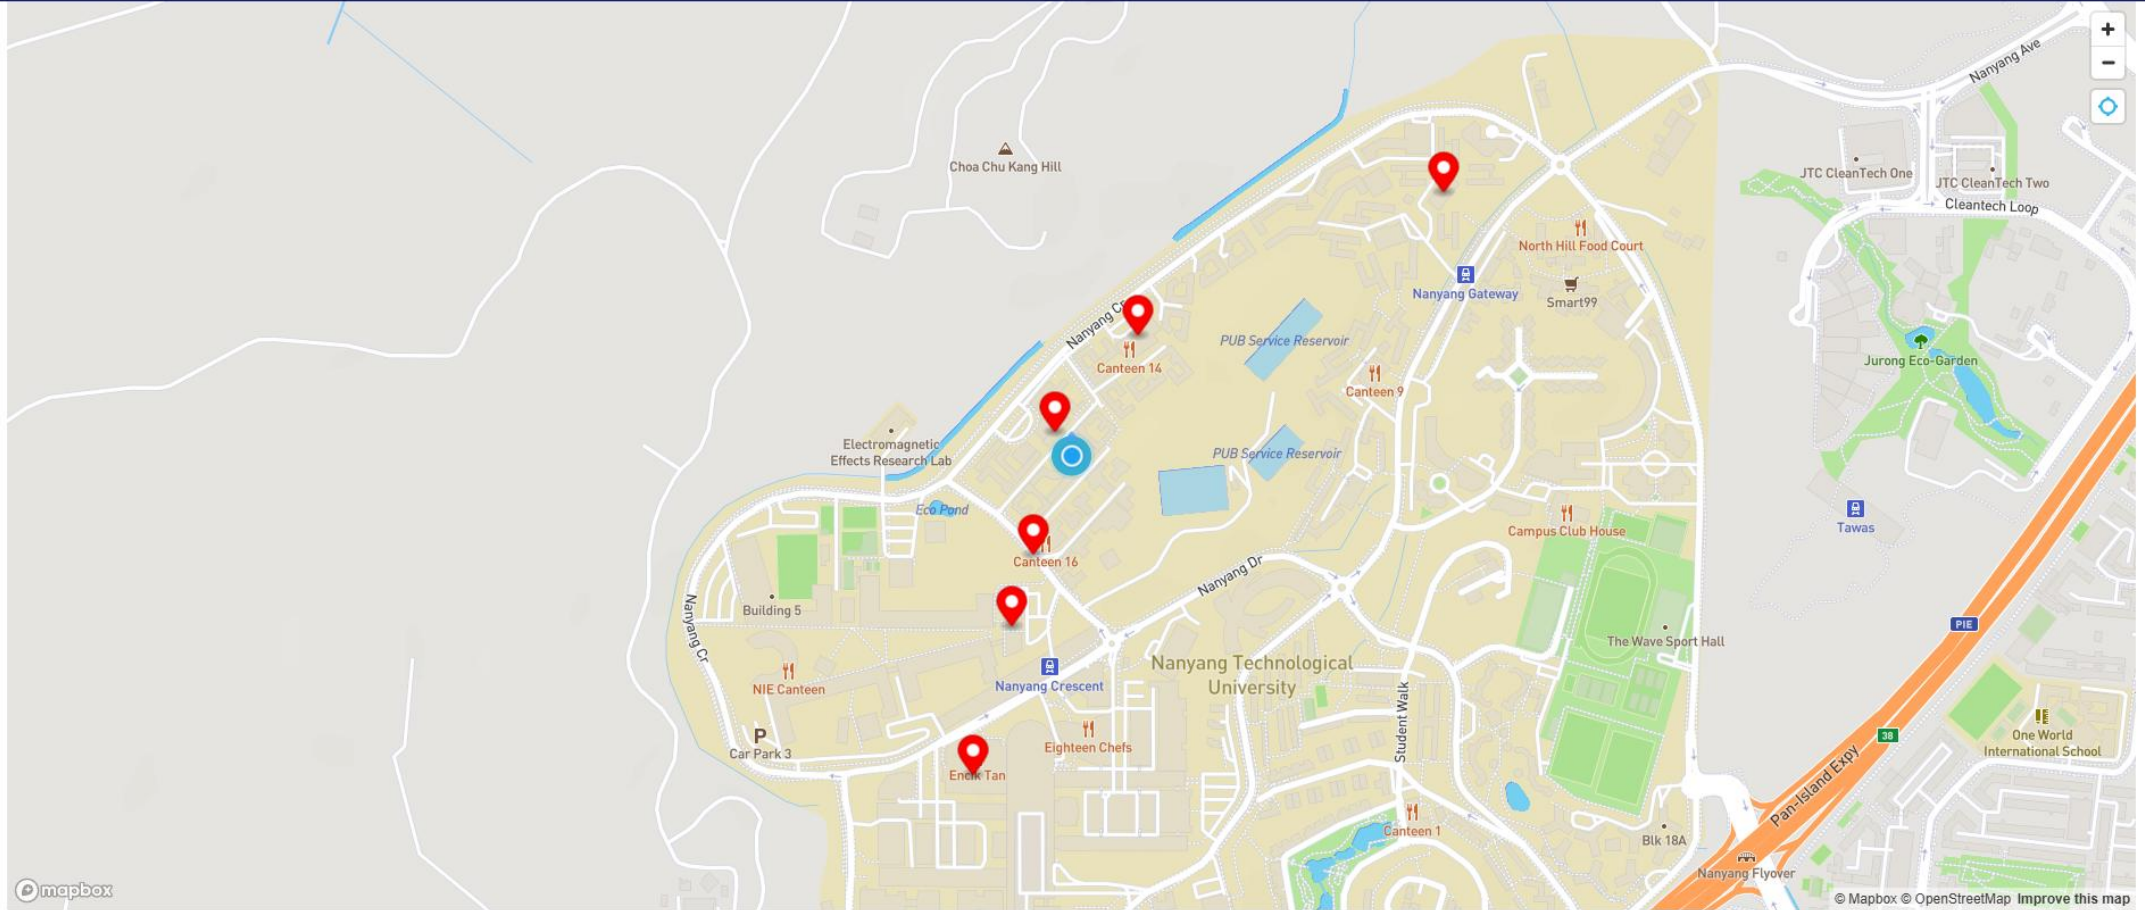 Nanyang Ave
Choa Chu Kang Hill
JTC CleanTech One
JTC CleanTech Two
Cleantech Loop
North Hill Food Court
Nanyang Gateway
Smart99
Nanyang Cr
PUB Service Reservoir
Canteen 14
Jurong Eco-Garden
Canteen 9
Electromagnetic
Effects Research Lab
PUB Service Reservoir
Eco Pond
Campus Club House
Tawas
Canteen 16
Nanyang Dr
Building 5
PIE
Nanyang Cr
The Wave Sport Hall
Nanyang Technological
University
NIE Canteen
Nanyang Crescent
Student Walk
P
Car Park 3
Eighteen Chefs
38
One World
International School
Encik Tan
Pan-Island Expy
Canteen 1
Blk 18A
Nanyang Flyover
mapbox
© Mapbox © OpenStreetMap Improve this map